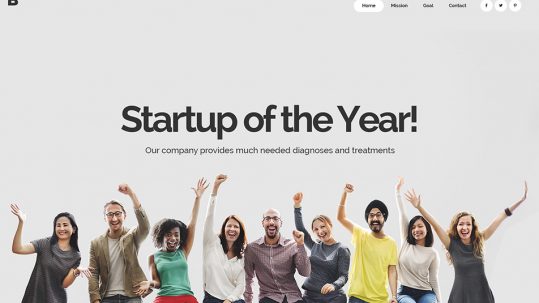 B
Home Mission Goal Contact
Startup of the Year!
Our company provides much needed diagnoses and treatments